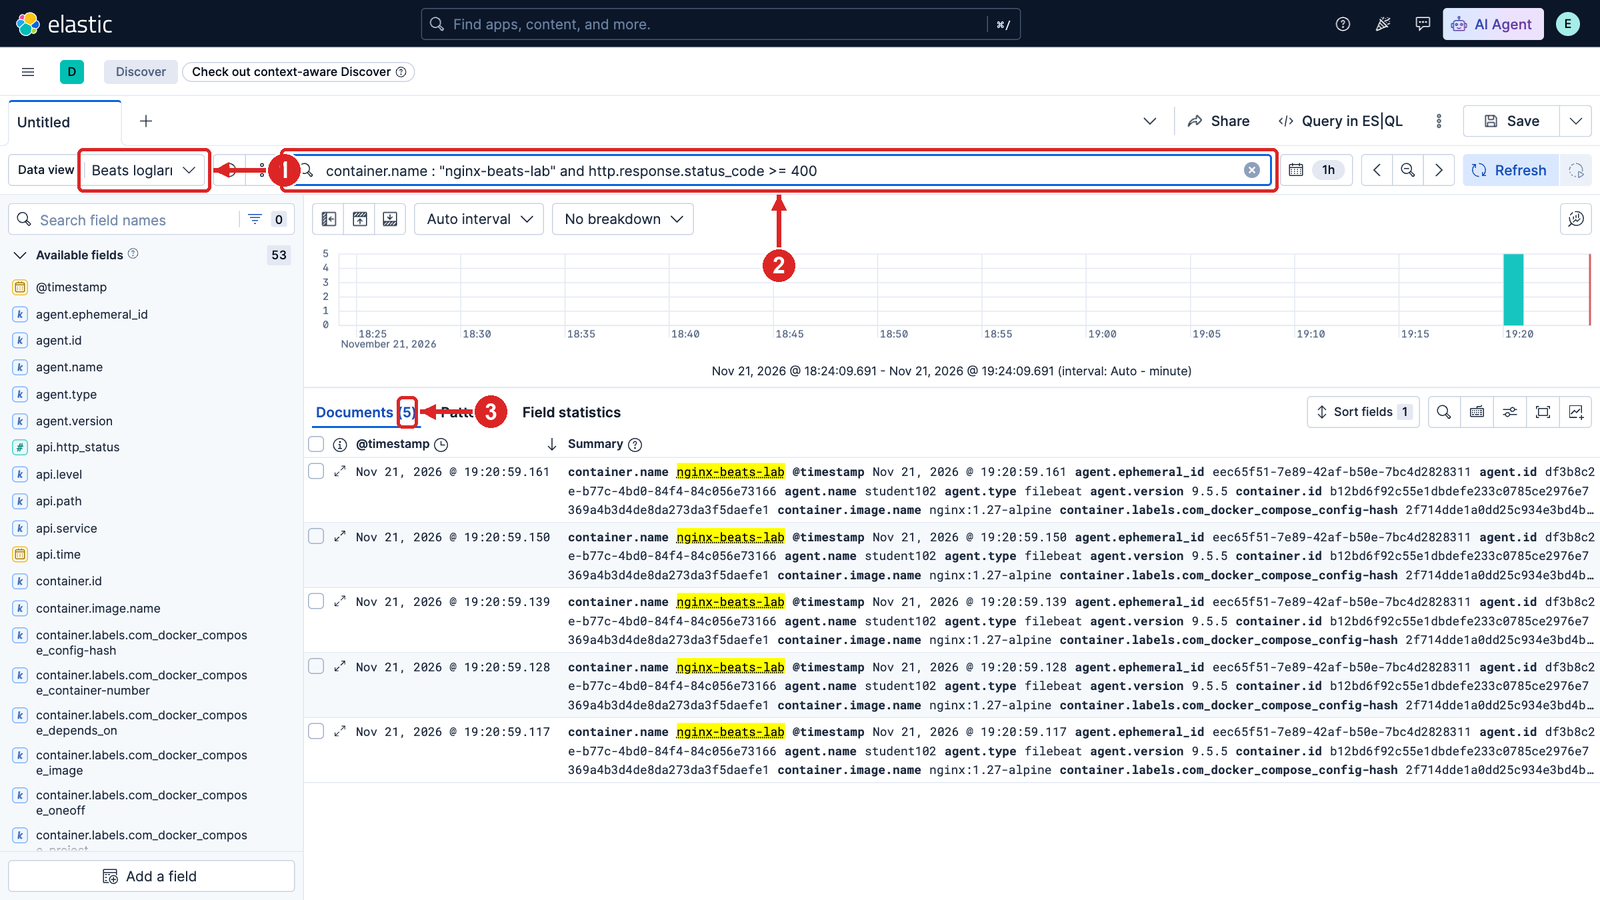 elastic
Find apps, content, and more.
⌘/
AI Agent
E
D
Discover
Check out context-aware Discover
Untitled
Share
Query in ES|QL
Save
Data view
Beats logları
1
container.name : "nginx-beats-lab" and http.response.status_code >= 400
1h
Refresh
Search field names
0
Auto interval
No breakdown
2
Available fields
53
@timestamp
agent.ephemeral_id
agent.id
agent.name
agent.type
agent.version
api.http_status
api.level
api.path
api.service
api.time
container.id
container.image.name
container.labels.com_docker_compos
e_config-hash
container.labels.com_docker_compos
e_container-number
container.labels.com_docker_compos
e_depends_on
container.labels.com_docker_compos
e_image
container.labels.com_docker_compos
e_oneoff
container.labels.com_docker_compos
Add a field
5
4
3
2
1
0
18:25
18:30
18:35
18:40
18:45
18:50
18:55
19:00
19:05
19:10
19:15
19:20
November 21, 2026
Nov 21, 2026 @ 18:24:09.691 - Nov 21, 2026 @ 19:24:09.691 (interval: Auto - minute)
Documents (5)
3
Field statistics
Sort fields 1
@timestamp
Summary
Nov 21, 2026 @ 19:20:59.161 container.name nginx-beats-lab @timestamp Nov 21, 2026 @ 19:20:59.161 agent.ephemeral_id eec65f51-7e89-42af-b50e-7bc4d2828311 agent.id df3b8c2
e-b77c-4bd0-84f4-84c056e73166 agent.name student102 agent.type filebeat agent.version 9.5.5 container.id b12bd6f92c55e1dbdefe233c0785ce2976e7
369a4b3d4de8da273da3f5daefe1 container.image.name nginx:1.27-alpine container.labels.com_docker_compose_config-hash 2f714dde1a0dd25c934e3bd4b…
Nov 21, 2026 @ 19:20:59.150 container.name nginx-beats-lab @timestamp Nov 21, 2026 @ 19:20:59.150 agent.ephemeral_id eec65f51-7e89-42af-b50e-7bc4d2828311 agent.id df3b8c2
e-b77c-4bd0-84f4-84c056e73166 agent.name student102 agent.type filebeat agent.version 9.5.5 container.id b12bd6f92c55e1dbdefe233c0785ce2976e7
369a4b3d4de8da273da3f5daefe1 container.image.name nginx:1.27-alpine container.labels.com_docker_compose_config-hash 2f714dde1a0dd25c934e3bd4b…
Nov 21, 2026 @ 19:20:59.139 container.name nginx-beats-lab @timestamp Nov 21, 2026 @ 19:20:59.139 agent.ephemeral_id eec65f51-7e89-42af-b50e-7bc4d2828311 agent.id df3b8c2
e-b77c-4bd0-84f4-84c056e73166 agent.name student102 agent.type filebeat agent.version 9.5.5 container.id b12bd6f92c55e1dbdefe233c0785ce2976e7
369a4b3d4de8da273da3f5daefe1 container.image.name nginx:1.27-alpine container.labels.com_docker_compose_config-hash 2f714dde1a0dd25c934e3bd4b…
Nov 21, 2026 @ 19:20:59.128 container.name nginx-beats-lab @timestamp Nov 21, 2026 @ 19:20:59.128 agent.ephemeral_id eec65f51-7e89-42af-b50e-7bc4d2828311 agent.id df3b8c2
e-b77c-4bd0-84f4-84c056e73166 agent.name student102 agent.type filebeat agent.version 9.5.5 container.id b12bd6f92c55e1dbdefe233c0785ce2976e7
369a4b3d4de8da273da3f5daefe1 container.image.name nginx:1.27-alpine container.labels.com_docker_compose_config-hash 2f714dde1a0dd25c934e3bd4b…
Nov 21, 2026 @ 19:20:59.117 container.name nginx-beats-lab @timestamp Nov 21, 2026 @ 19:20:59.117 agent.ephemeral_id eec65f51-7e89-42af-b50e-7bc4d2828311 agent.id df3b8c2
e-b77c-4bd0-84f4-84c056e73166 agent.name student102 agent.type filebeat agent.version 9.5.5 container.id b12bd6f92c55e1dbdefe233c0785ce2976e7
369a4b3d4de8da273da3f5daefe1 container.image.name nginx:1.27-alpine container.labels.com_docker_compose_config-hash 2f714dde1a0dd25c934e3bd4b…